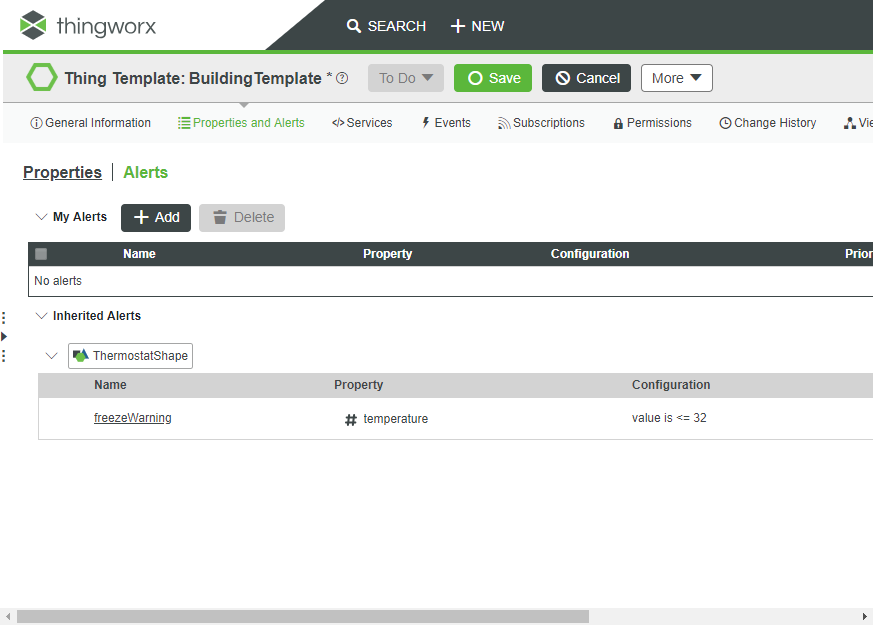 thingworx SEARCH NEW
Thing Template: BuildingTemplate * ? To Do Save Cancel More
General Information Properties and Alerts </> Services Events Subscriptions Permissions Change History Vie
Properties | Alerts
My Alerts Add Delete
Name Property Configuration Prior
No alerts
Inherited Alerts
ThermostatShape
Name Property Configuration
freezeWarning # temperature value is <= 32